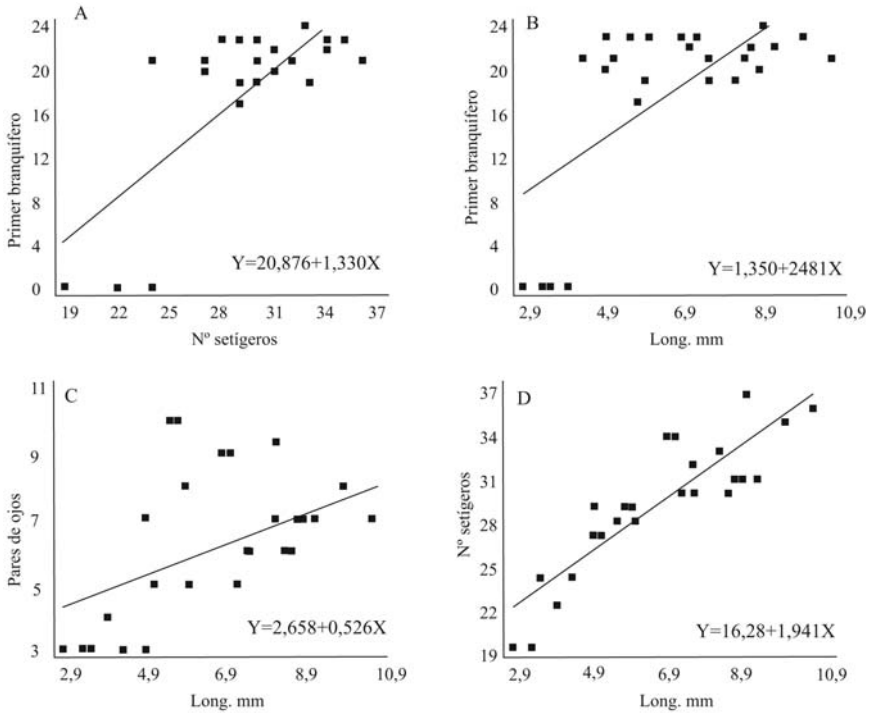 A
24
20
16
12
8
4
0
Primer branquífero
Y=20,876+1,330X
19 22 25 28 31 34 37
Nº setígeros
B
24
20
16
12
8
4
0
Primer branquífero
Y=1,350+2481X
2,9 4,9 6,9 8,9 10,9
Long. mm
C
11
9
7
5
3
Pares de ojos
Y=2,658+0,526X
2,9 4,9 6,9 8,9 10,9
Long. mm
D
37
34
31
28
25
22
19
Nº setígeros
Y=16,28+1,941X
2,9 4,9 6,9 8,9 10,9
Long. mm